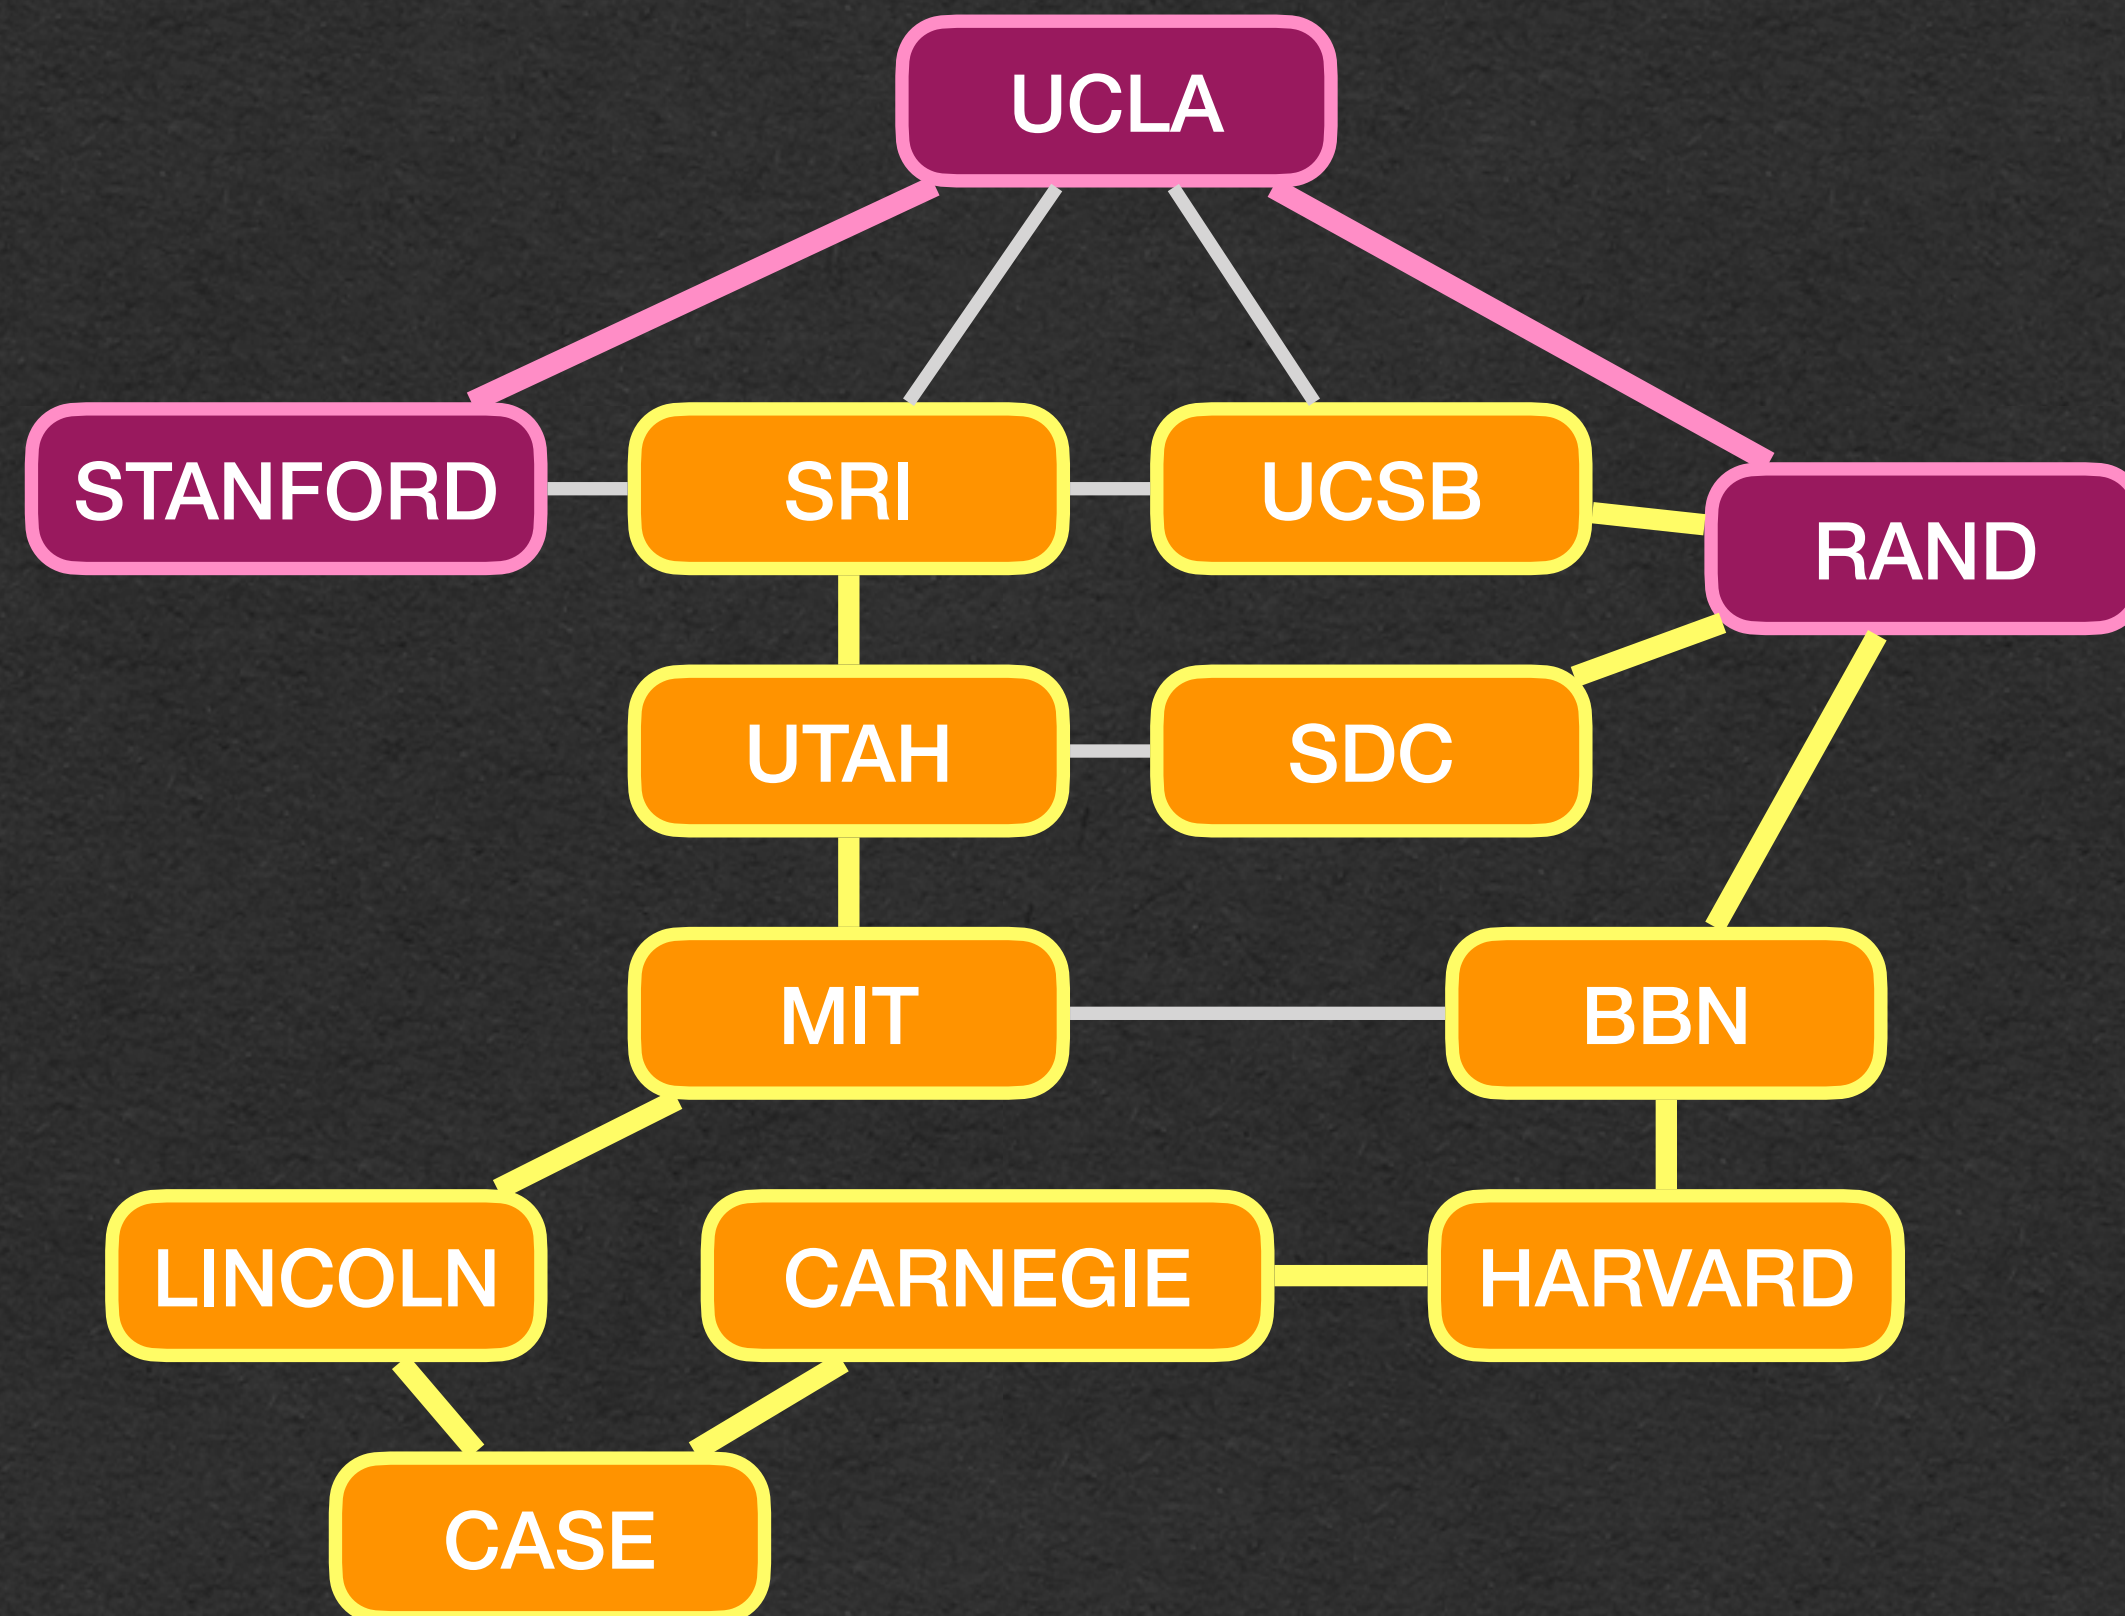 UCLA
STANFORD
SRI
UCSB
RAND
UTAH
SDC
MIT
BBN
LINCOLN
CARNEGIE
HARVARD
CASE